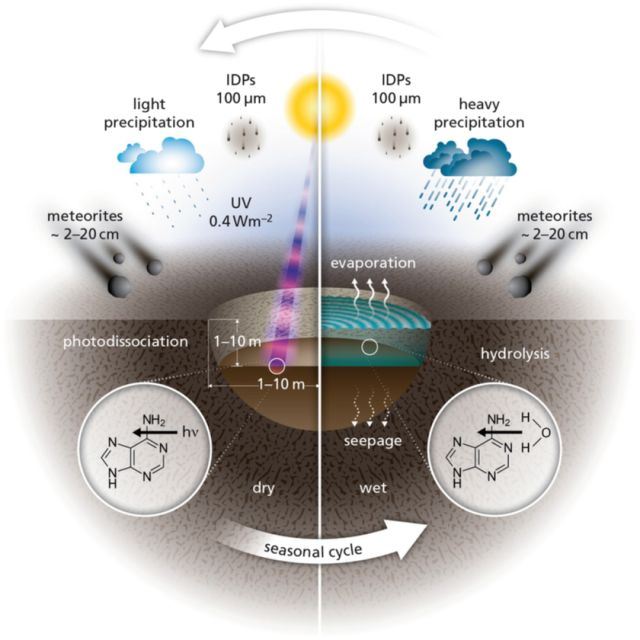 IDPs
100 µm
IDPs
100 µm
light
precipitation
heavy
precipitation
UV
0.4 Wm⁻²
meteorites
~ 2–20 cm
meteorites
~ 2–20 cm
evaporation
photodissociation
1–10 m
hydrolysis
1–10 m
NH₂
hν
N
N
N
N
H
seepage
NH₂
H
O
H
N
N
N
N
H
dry
wet
seasonal cycle